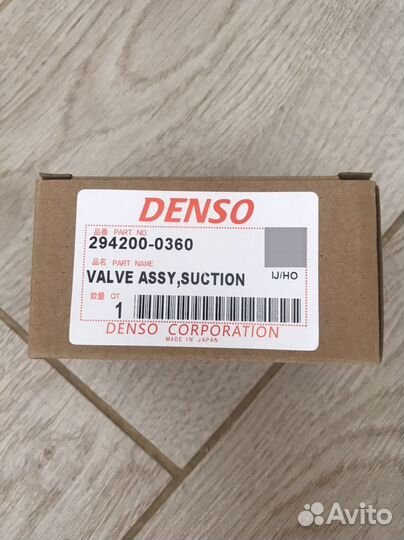 DENSO
品番 PART NO
294200-0360
品名 PART NAME
VALVE ASSY,SUCTION
IJ/HO
数量 QT
1
DENSO CORPORATION
MADE IN JAPAN
Avito